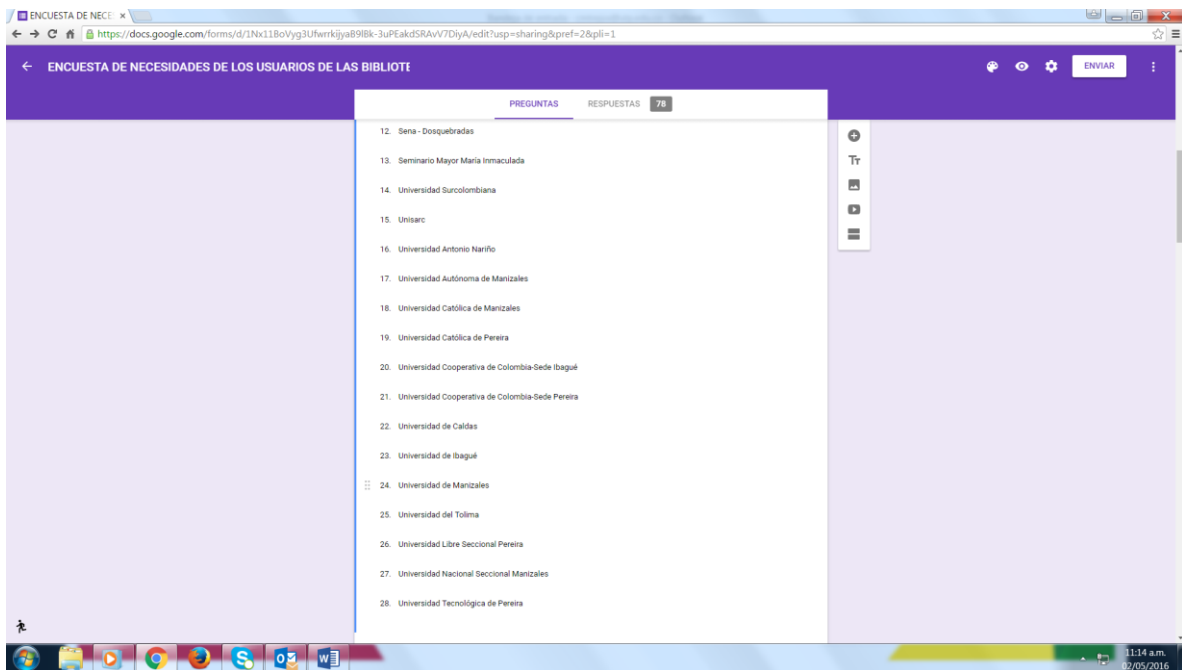 ENCUESTA DE NECE
https://docs.google.com/forms/d/1Nx11BoVyg3UfwrrkijyaB9lBk-3uPEakdSRAvV7DiyA/edit?usp=sharing&pref=2&pli=1
ENCUESTA DE NECESIDADES DE LOS USUARIOS DE LAS BIBLIOTE
ENVIAR
PREGUNTAS RESPUESTAS 78
12. Sena - Dosquebradas
13. Seminario Mayor María Inmaculada
14. Universidad Surcolombiana
15. Unisarc
16. Universidad Antonio Nariño
17. Universidad Autónoma de Manizales
18. Universidad Católica de Manizales
19. Universidad Católica de Pereira
20. Universidad Cooperativa de Colombia-Sede Ibagué
21. Universidad Cooperativa de Colombia-Sede Pereira
22. Universidad de Caldas
23. Universidad de Ibagué
24. Universidad de Manizales
25. Universidad del Tolima
26. Universidad Libre Seccional Pereira
27. Universidad Nacional Seccional Manizales
28. Universidad Tecnológica de Pereira
11:14 a.m.
02/05/2016